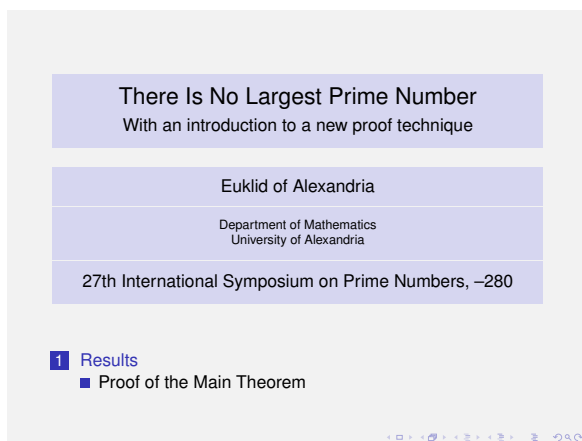 There Is No Largest Prime Number
With an introduction to a new proof technique
Euklid of Alexandria
Department of Mathematics
University of Alexandria
27th International Symposium on Prime Numbers, –280
1 Results
Proof of the Main Theorem